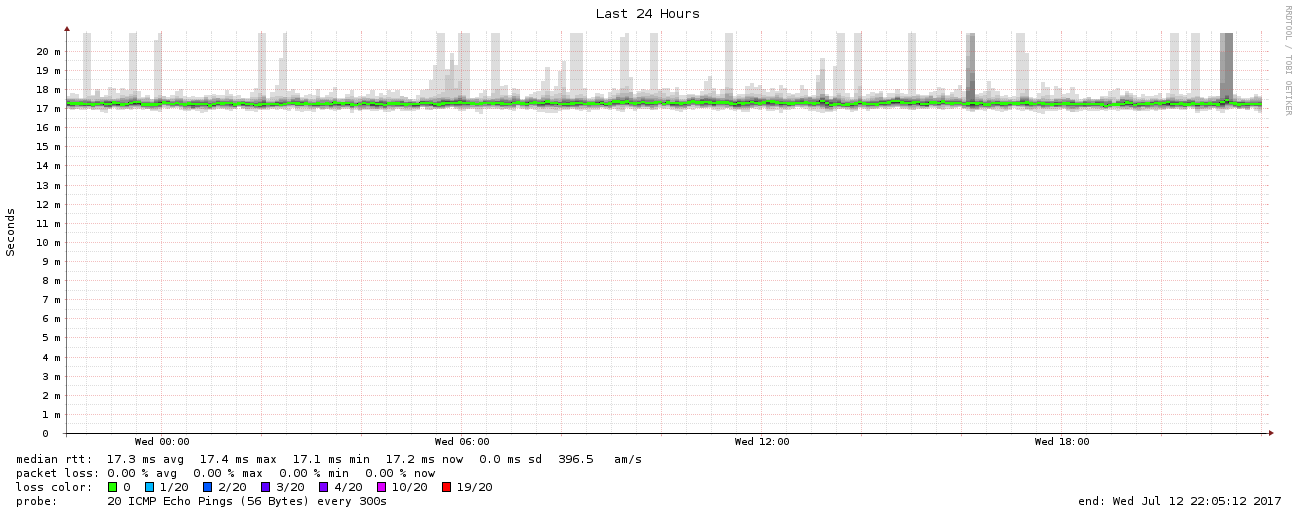 Last 24 Hours
RRDTOOL / TOBI OETIKER
Seconds
20 m
19 m
18 m
17 m
16 m
15 m
14 m
13 m
12 m
11 m
10 m
9 m
8 m
7 m
6 m
5 m
4 m
3 m
2 m
1 m
0
Wed 00:00 Wed 06:00 Wed 12:00 Wed 18:00
median rtt: 17.3 ms avg 17.4 ms max 17.1 ms min 17.2 ms now 0.0 ms sd 396.5 am/s
packet loss: 0.00 % avg 0.00 % max 0.00 % min 0.00 % now
loss color: 0 1/20 2/20 3/20 4/20 10/20 19/20
probe: 20 ICMP Echo Pings (56 Bytes) every 300s end: Wed Jul 12 22:05:12 2017